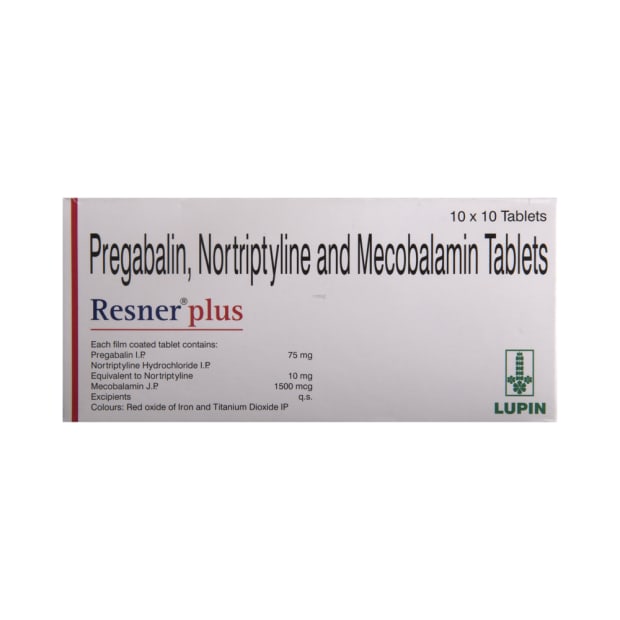 10 x 10 Tablets
Pregabalin, Nortriptyline and Mecobalamin Tablets
Resner® plus
Each film coated tablet contains:
Pregabalin I.P. 75 mg
Nortriptyline Hydrochloride I.P.
Equivalent to Nortriptyline 10 mg
Mecobalamin J.P. 1500 mcg
Excipients q.s.
Colours: Red oxide of Iron and Titanium Dioxide IP
LUPIN